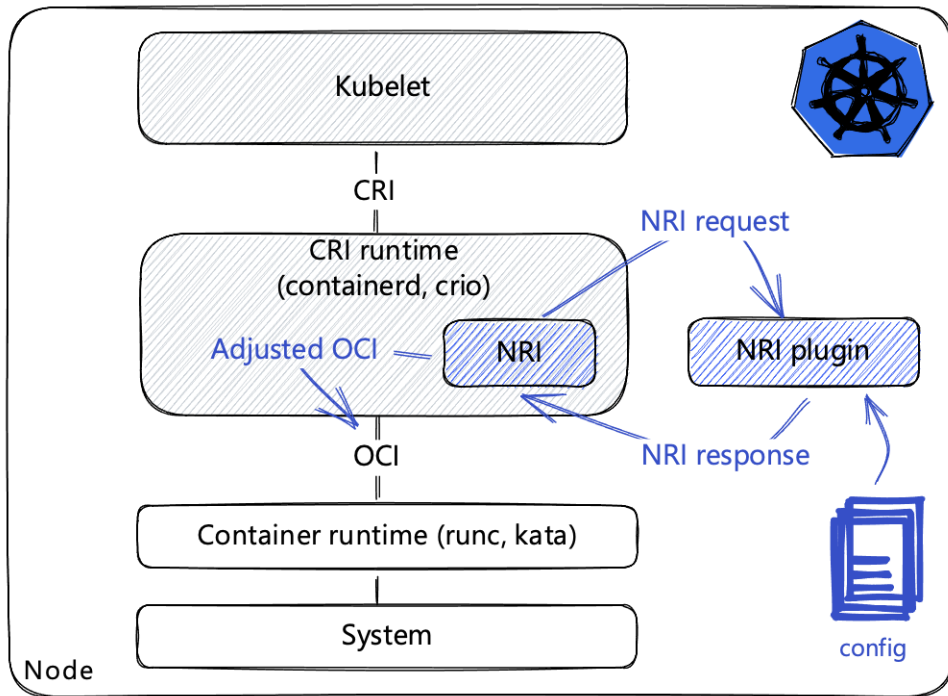 Kubelet
CRI
NRI request
CRI runtime
(containerd, crio)
Adjusted OCI
NRI
NRI plugin
OCI
NRI response
Container runtime (runc, kata)
System
config
Node